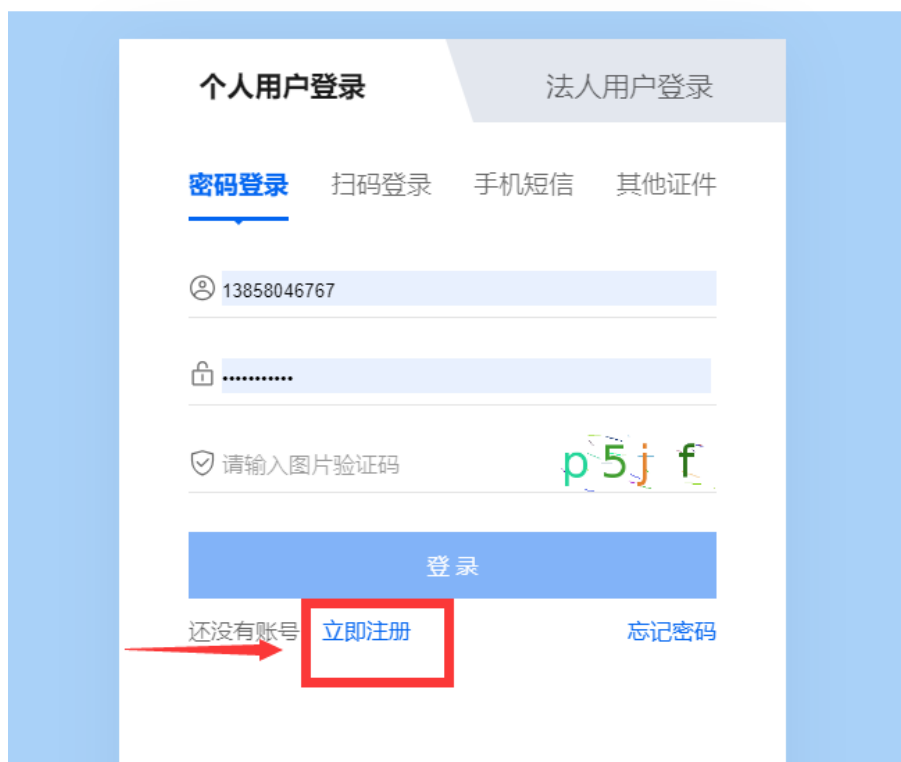 个人用户登录 法人用户登录
密码登录 扫码登录 手机短信 其他证件
13858046767
•••••••••••
请输入图片验证码 p5jf
登录
还没有账号 立即注册 忘记密码